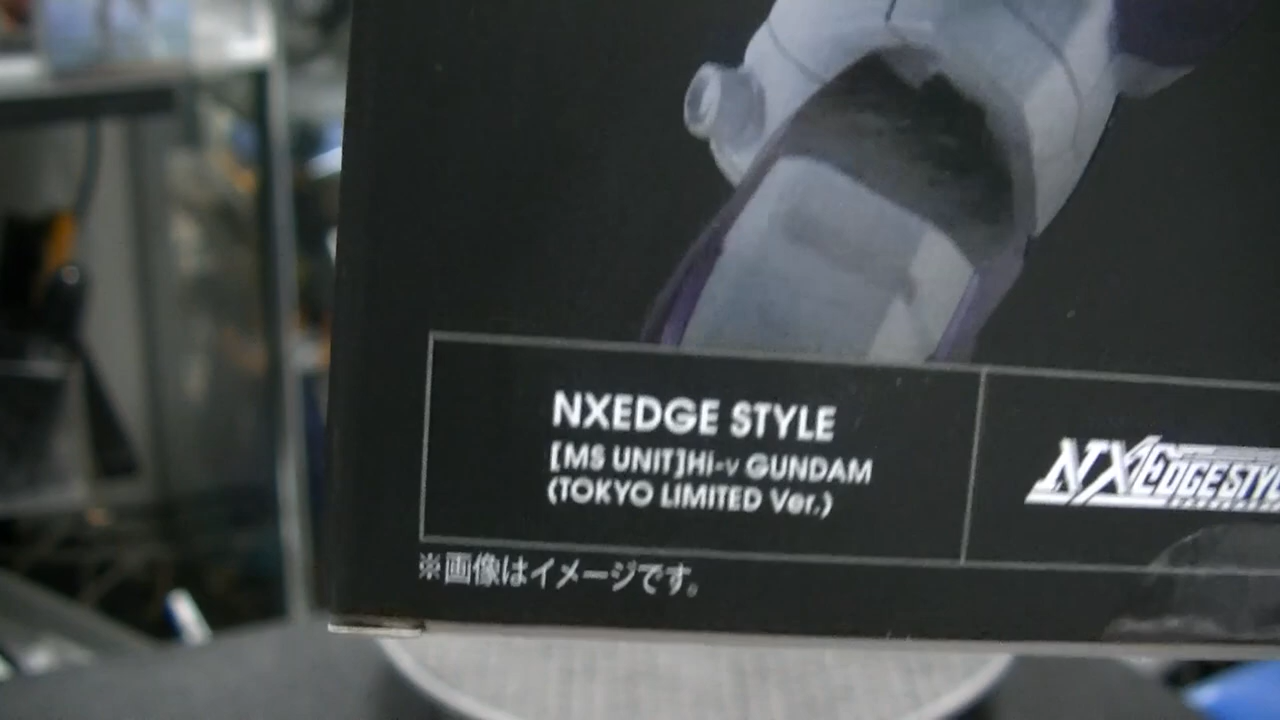 NXEDGE STYLE
[MS UNIT]Hi-ν GUNDAM
(TOKYO LIMITED Ver.)
NXEDGE STYLE
※画像はイメージです。